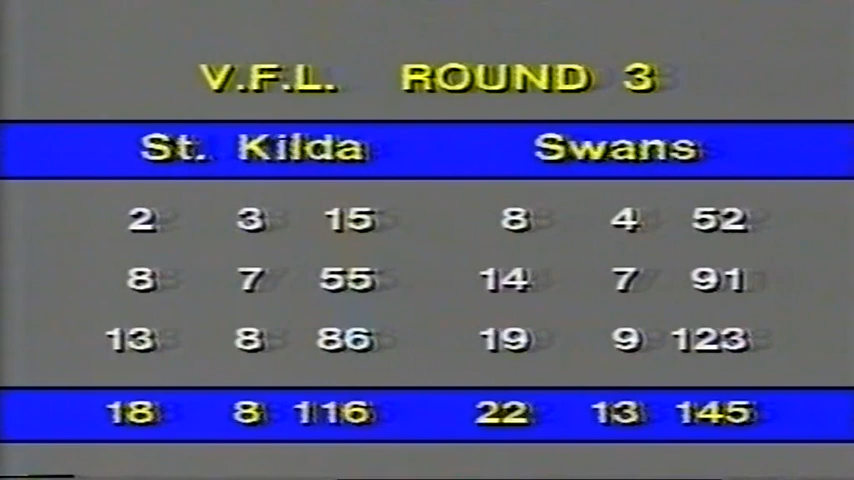 V.F.L. ROUND 3
St. Kilda Swans
2 3 15 8 4 52
8 7 55 14 7 91
13 8 86 19 9 123
18 8 116 22 13 145